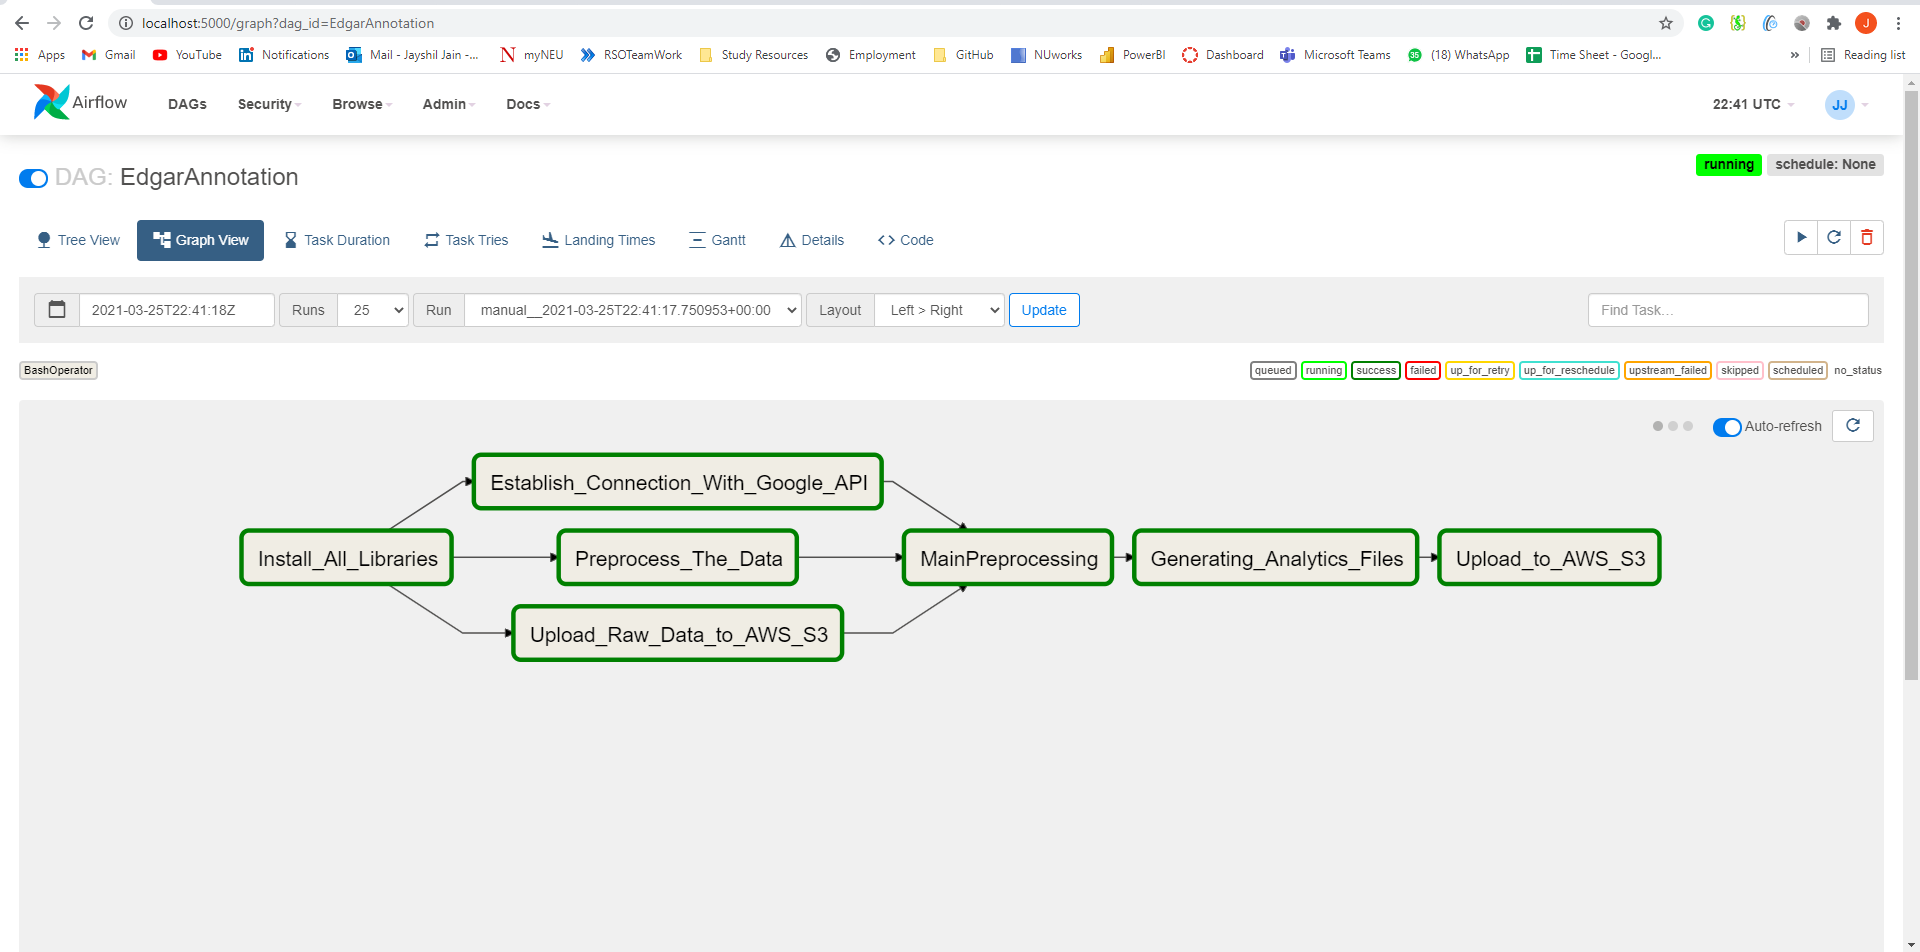 localhost:5000/graph?dag_id=EdgarAnnotation
J
Apps Gmail YouTube Notifications Mail - Jayshil Jain -... myNEU RSOTeamWork Study Resources Employment GitHub NUworks PowerBI Dashboard Microsoft Teams 35 (18) WhatsApp Time Sheet - Googl... » Reading list
Airflow DAGs Security Browse Admin Docs 22:41 UTC JJ
DAG: EdgarAnnotation running schedule: None
Tree View Graph View Task Duration Task Tries Landing Times Gantt Details Code
2021-03-25T22:41:18Z Runs 25 Run manual__2021-03-25T22:41:17.750953+00:00 Layout Left > Right Update Find Task...
BashOperator queued running success failed up_for_retry up_for_reschedule upstream_failed skipped scheduled no_status
Auto-refresh
Establish_Connection_With_Google_API
Install_All_Libraries Preprocess_The_Data MainPreprocessing Generating_Analytics_Files Upload_to_AWS_S3
Upload_Raw_Data_to_AWS_S3